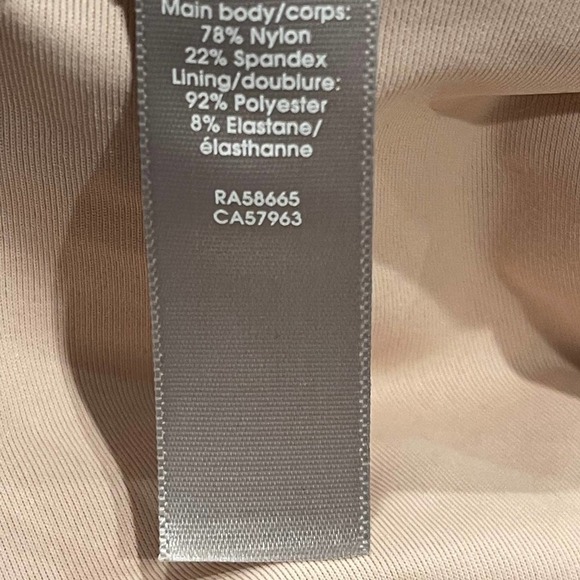 Main body/corps:
78% Nylon
22% Spandex
Lining/doublure:
92% Polyester
8% Elastane/
élasthanne
RA58665
CA57963